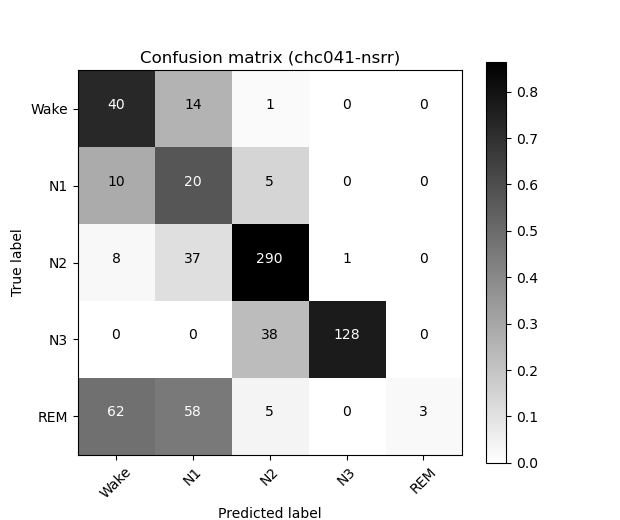 Confusion matrix (chc041-nsrr)
Wake 40 14 1 0 0
N1 10 20 5 0 0
N2 8 37 290 1 0
N3 0 0 38 128 0
REM 62 58 5 0 3
Wake N1 N2 N3 REM
Predicted label
True label
0.8
0.7
0.6
0.5
0.4
0.3
0.2
0.1
0.0